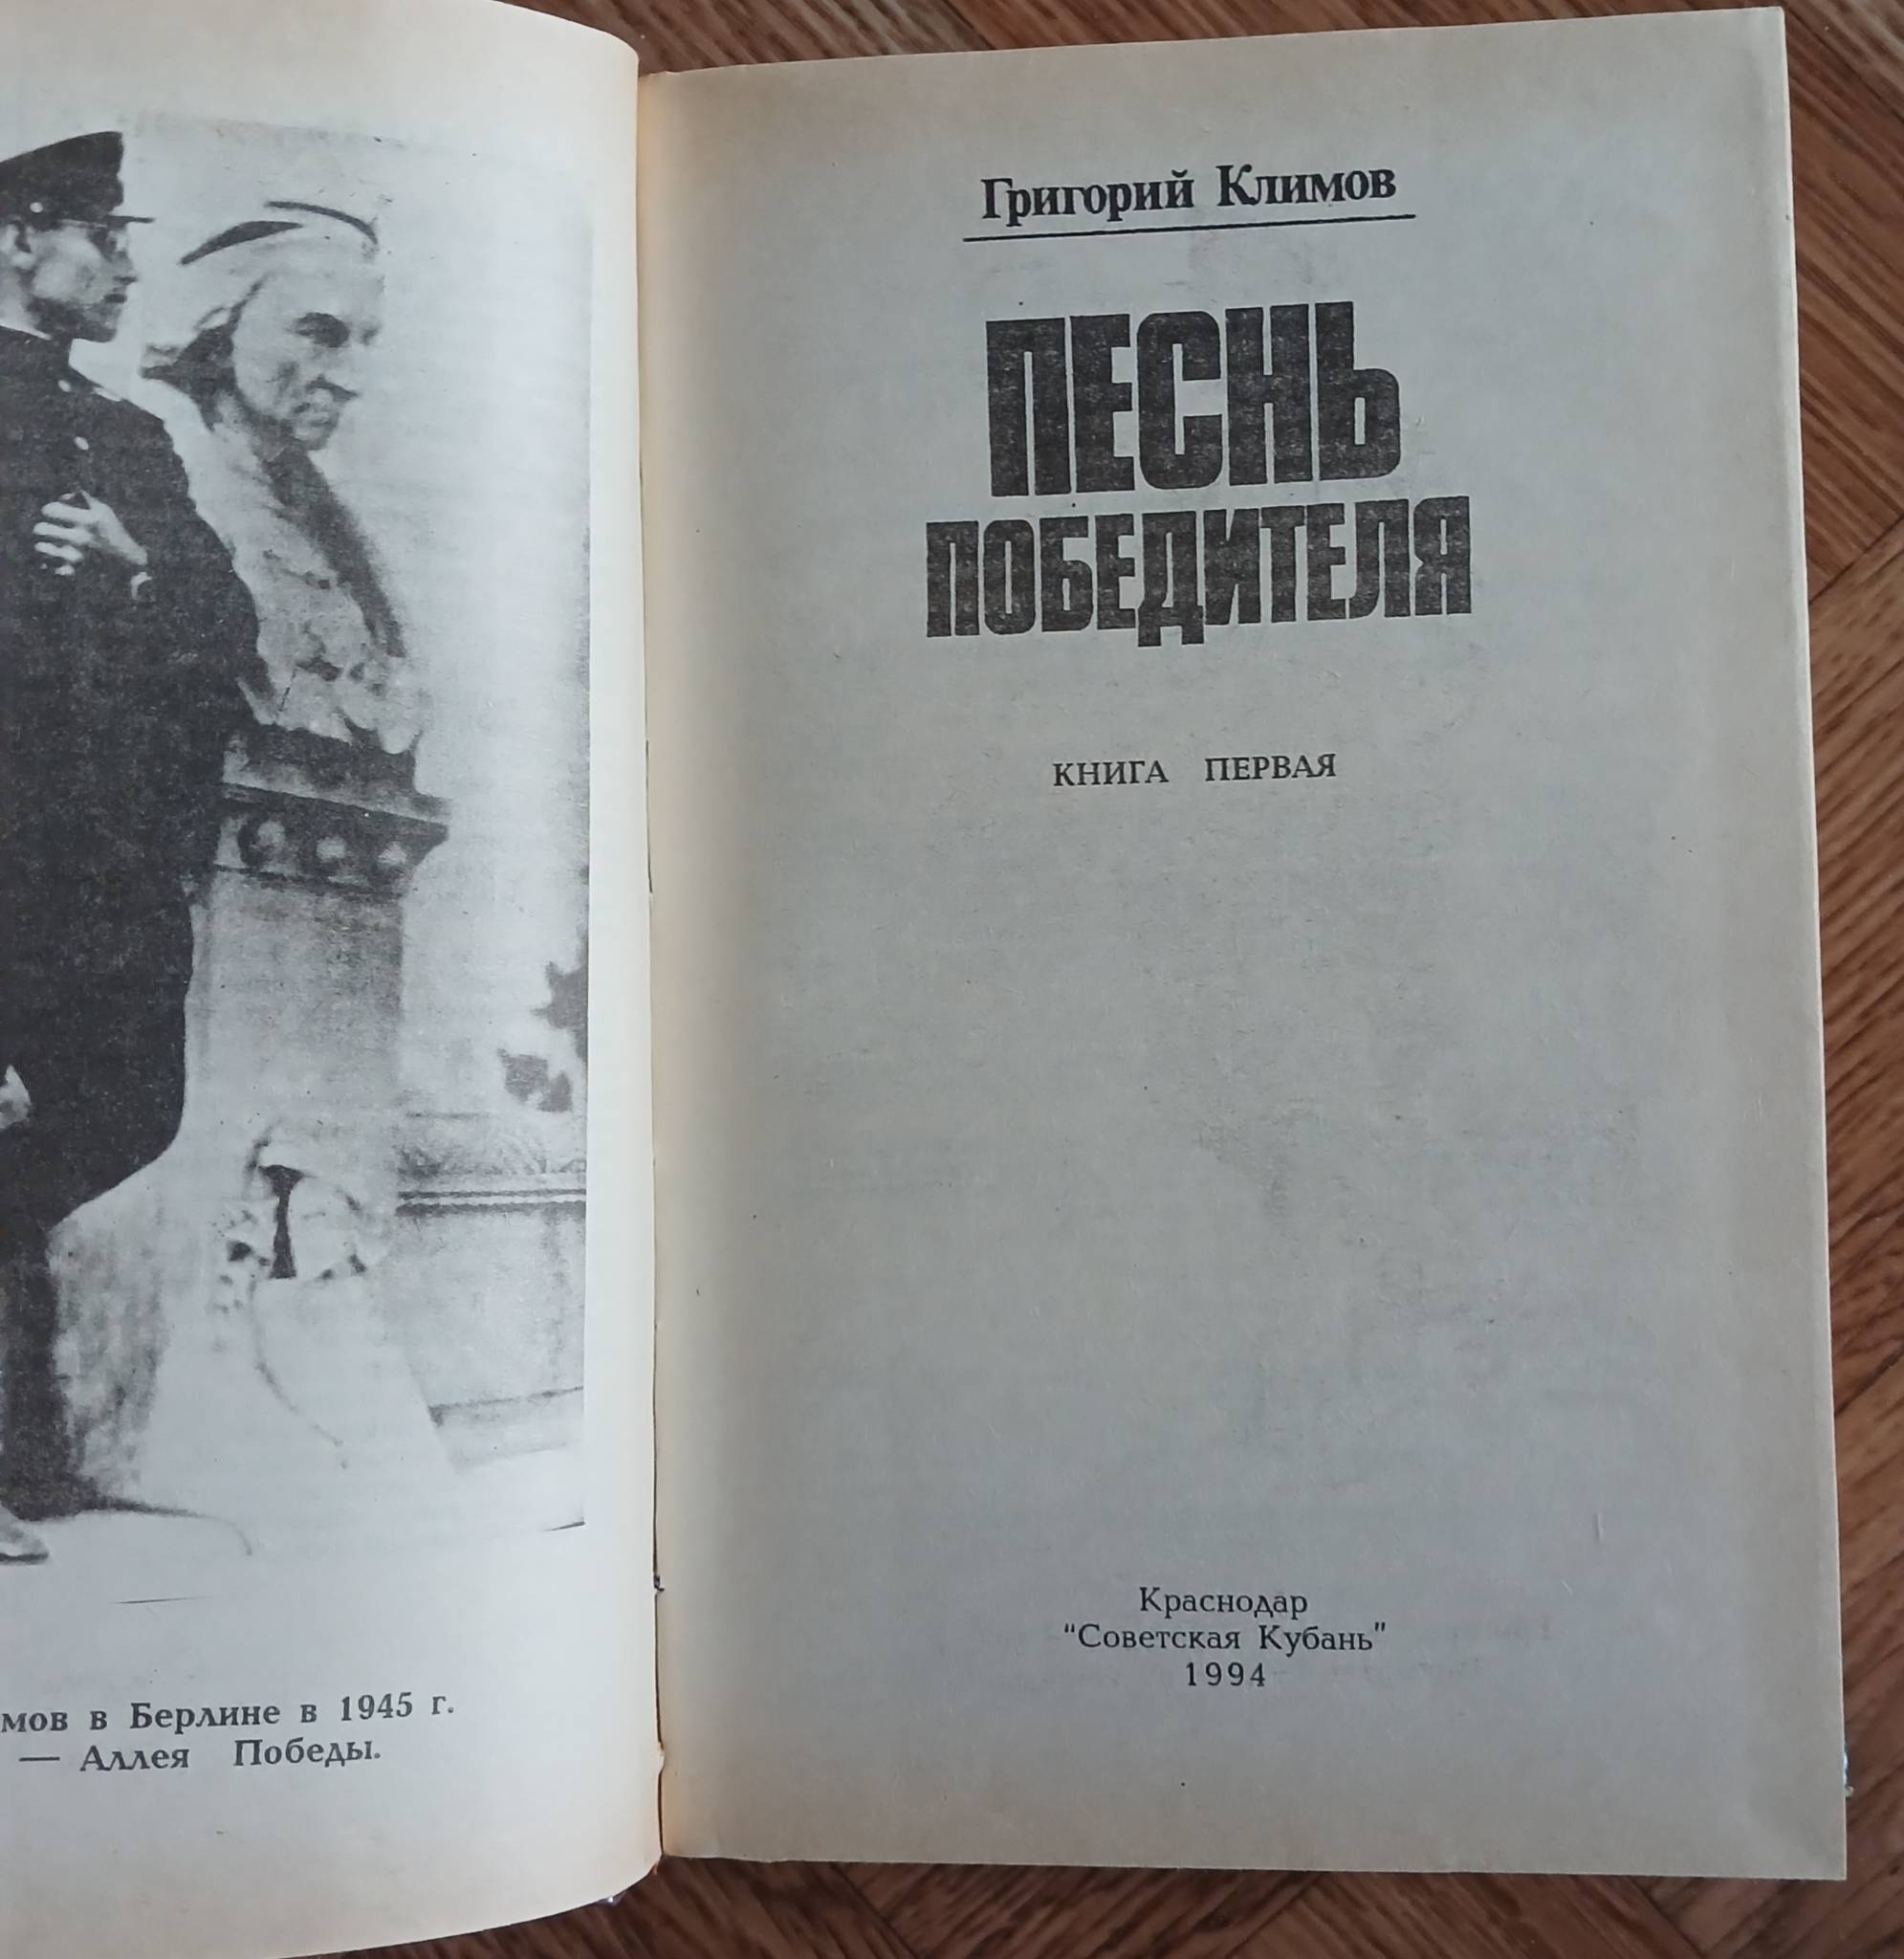 мов в Берлине в 1945 г.
— Аллея Победы.
Григорий Климов
ПЕСНЬ
ПОБЕДИТЕЛЯ
КНИГА ПЕРВАЯ
Краснодар
"Советская Кубань"
1994